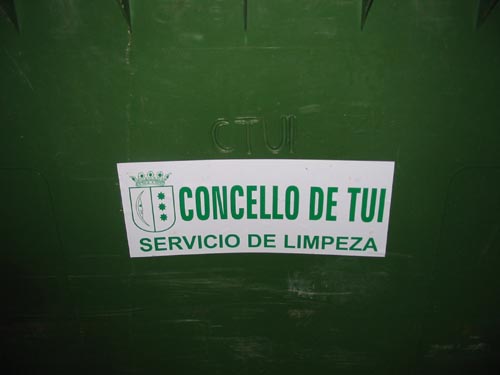 CTUI
CONCELLO DE TUI
SERVICIO DE LIMPEZA